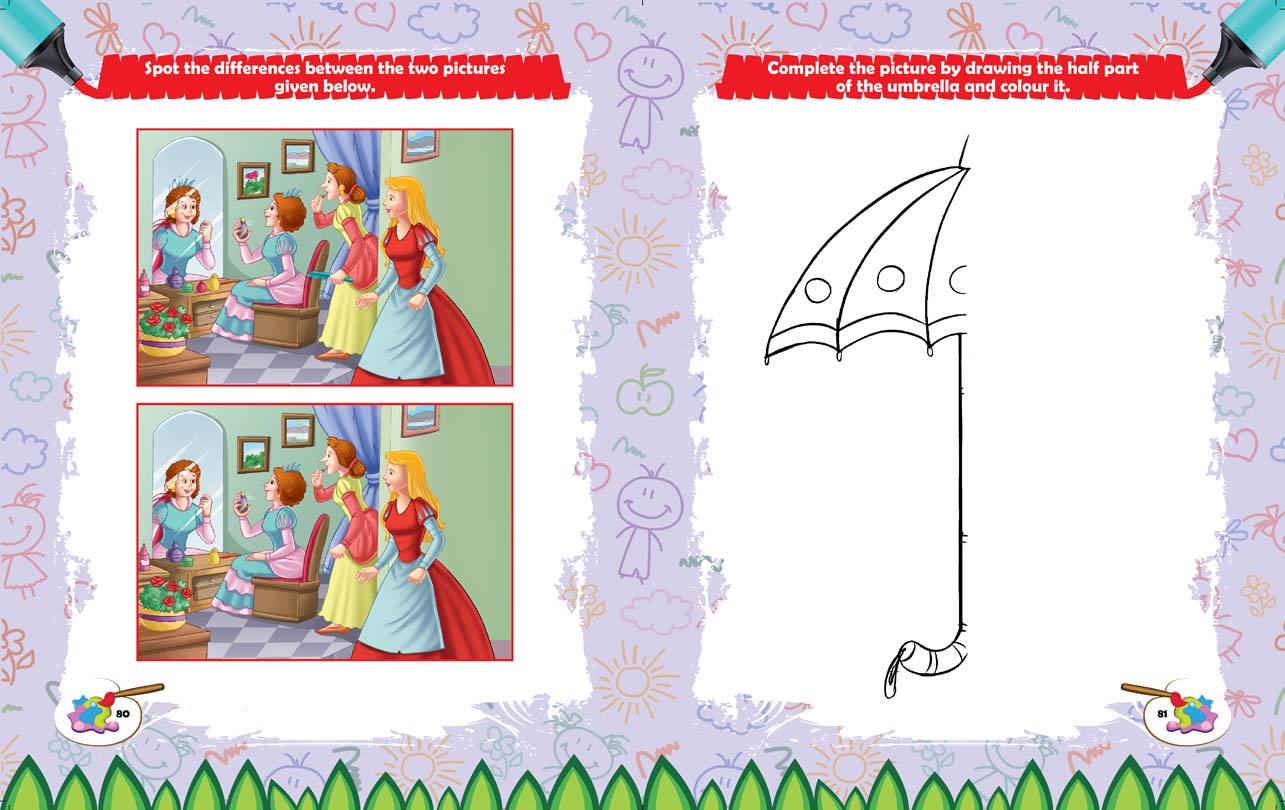 Spot the differences between the two pictures
given below.
80
Complete the picture by drawing the half part
of the umbrella and colour it.
81